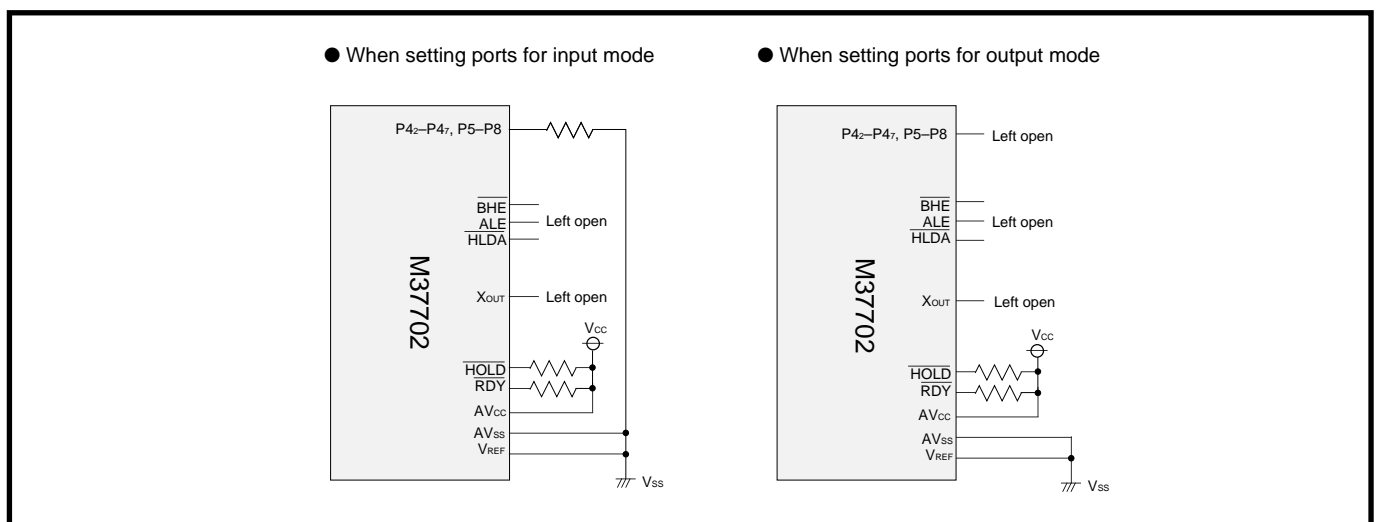 ● When setting ports for input mode
P4₂–P4₇, P5–P8
BHE
ALE
HLDA
Left open
M37702
XOUT
Left open
VCC
HOLD
RDY
AVCC
AVSS
VREF
VSS
● When setting ports for output mode
P4₂–P4₇, P5–P8
Left open
BHE
ALE
HLDA
Left open
M37702
XOUT
Left open
VCC
HOLD
RDY
AVCC
AVSS
VREF
VSS